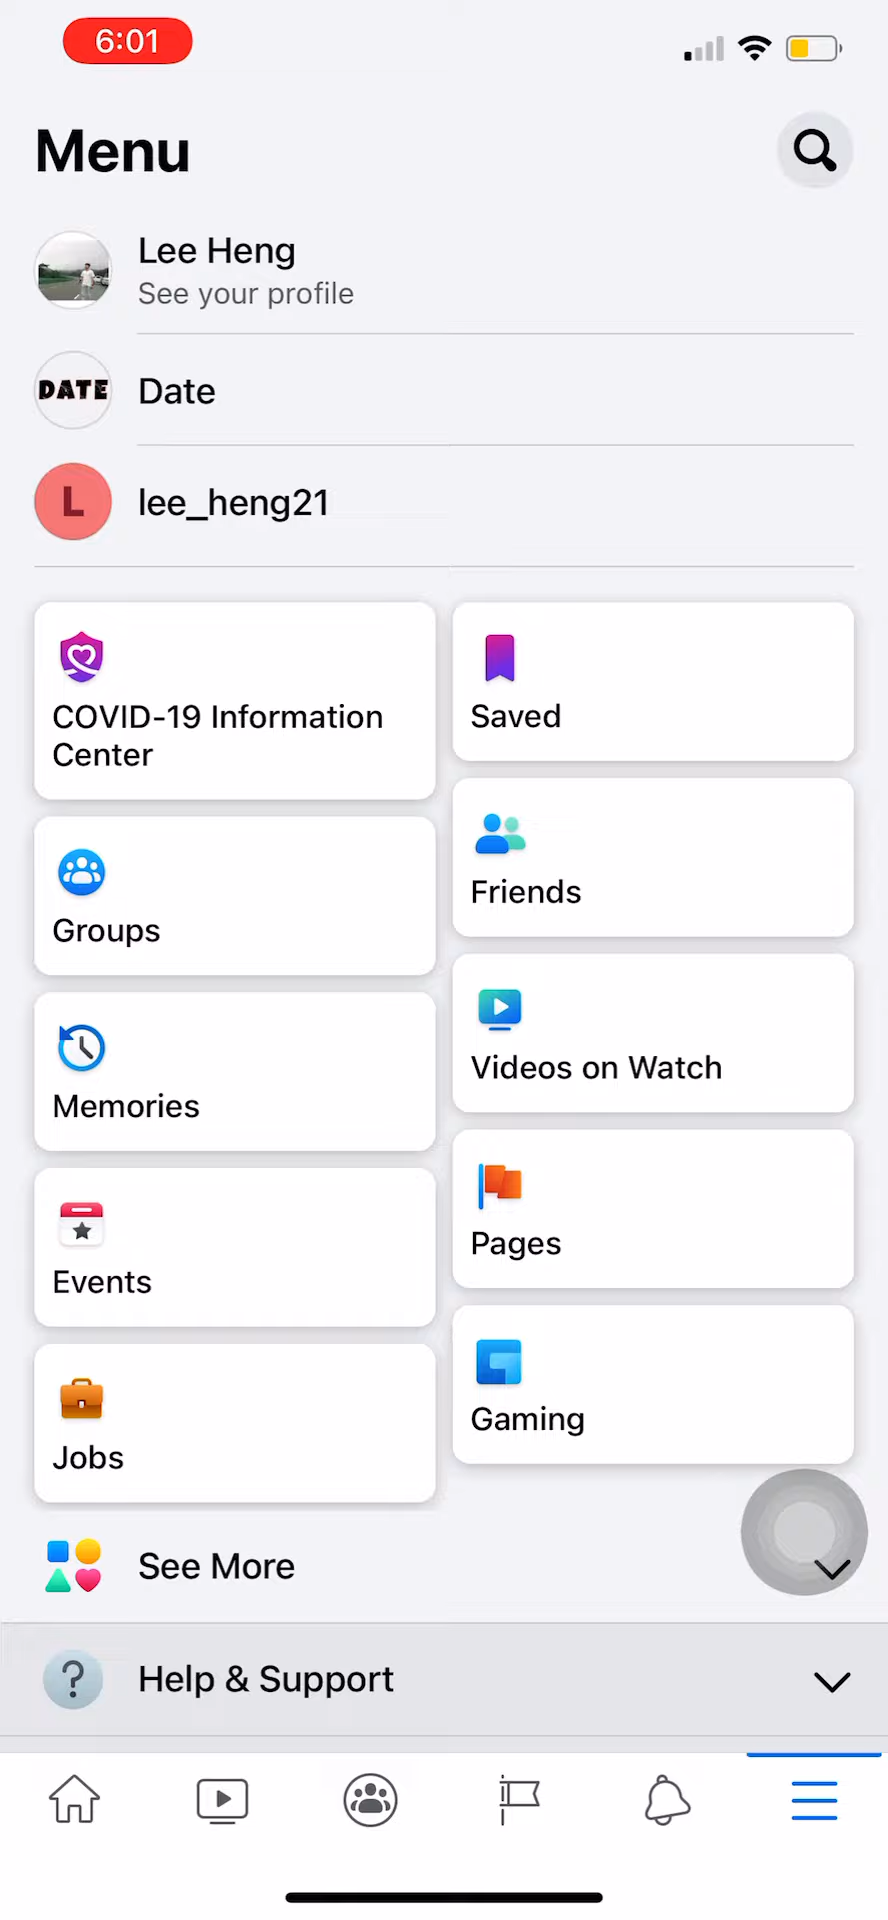 6:01
Menu
Lee Heng
See your profile
DATE
Date
L
lee_heng21
COVID-19 Information
Center
Saved
Groups
Friends
Memories
Videos on Watch
Events
Pages
Jobs
Gaming
See More
?
Help & Support